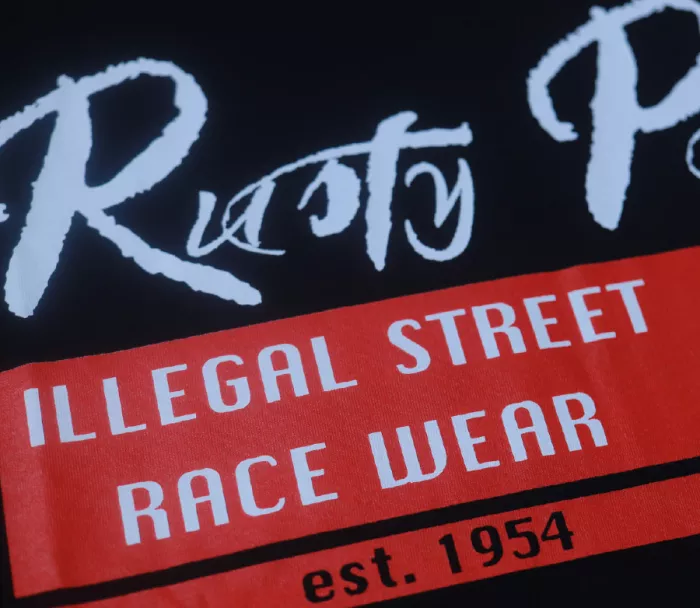 Rusty P
ILLEGAL STREET
RACE WEAR
est. 1954